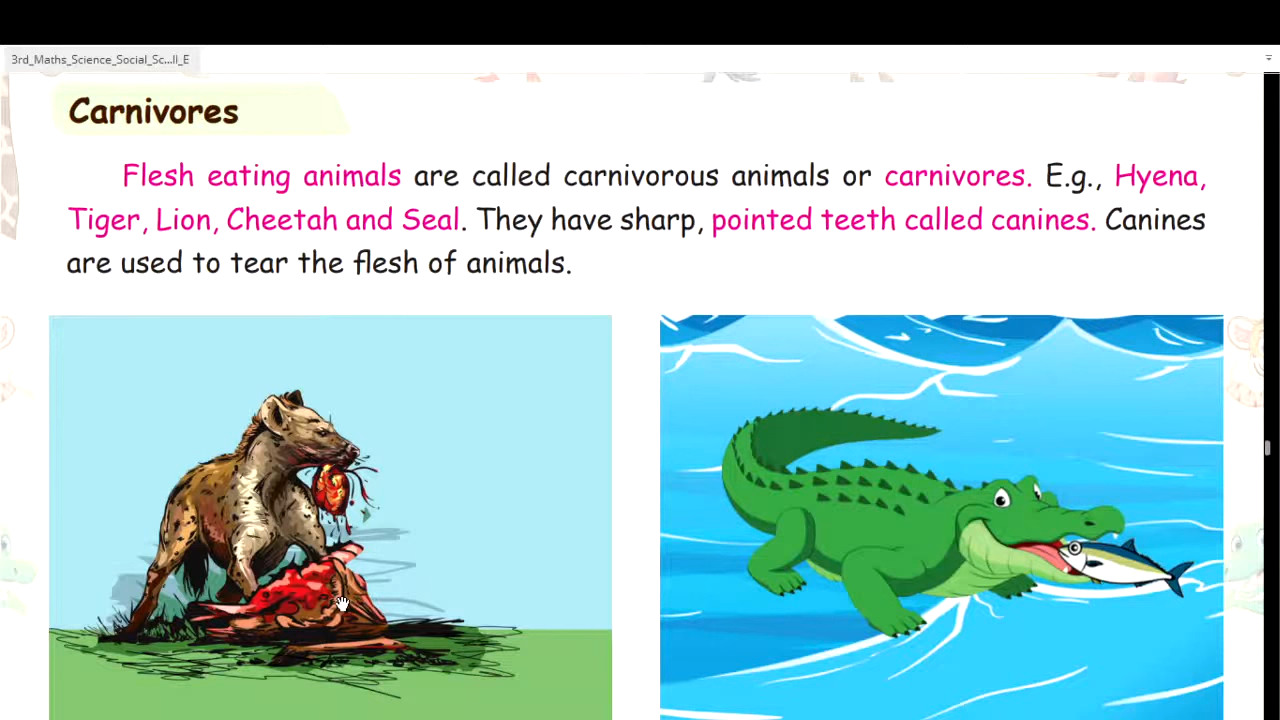 3rd_Maths_Science_Social_Sc...li_E
Carnivores
Flesh eating animals are called carnivorous animals or carnivores. E.g., Hyena,
Tiger, Lion, Cheetah and Seal. They have sharp, pointed teeth called canines. Canines
are used to tear the flesh of animals.